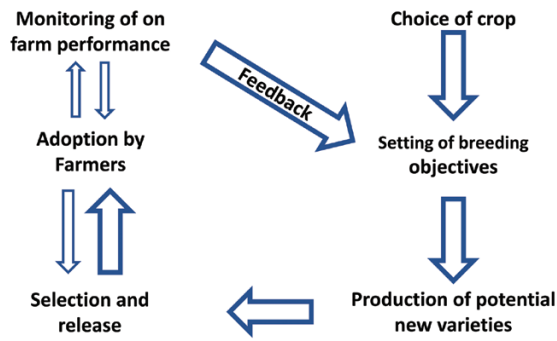 Monitoring of on
farm performance
Choice of crop
Feedback
Adoption by
Farmers
Setting of breeding
objectives
Selection and
release
Production of potential
new varieties